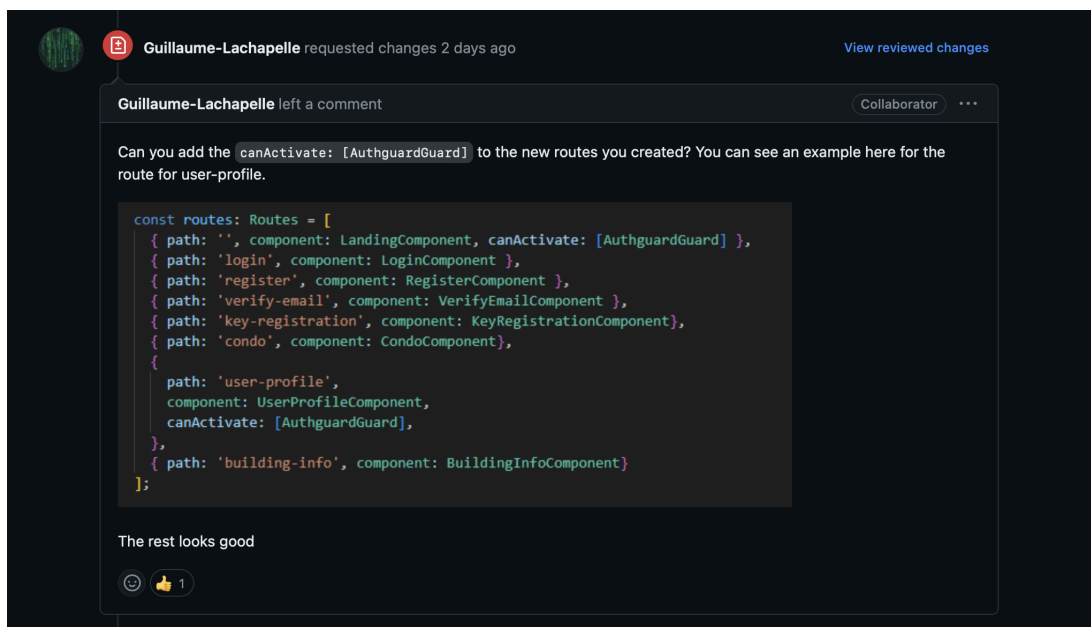 Guillaume-Lachapelle requested changes 2 days ago
View reviewed changes
Guillaume-Lachapelle left a comment
Collaborator
Can you add the canActivate: [AuthguardGuard] to the new routes you created? You can see an example here for the
route for user-profile.
const routes: Routes = [
{ path: '', component: LandingComponent, canActivate: [AuthguardGuard] },
{ path: 'login', component: LoginComponent },
{ path: 'register', component: RegisterComponent },
{ path: 'verify-email', component: VerifyEmailComponent },
{ path: 'key-registration', component: KeyRegistrationComponent},
{ path: 'condo', component: CondoComponent},
{
path: 'user-profile',
component: UserProfileComponent,
canActivate: [AuthguardGuard],
},
{ path: 'building-info', component: BuildingInfoComponent}
];
The rest looks good
👍 1